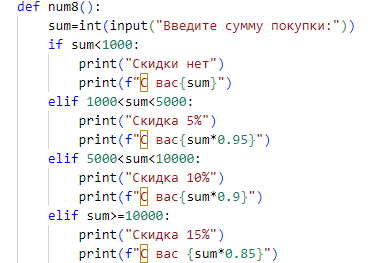 def num8():
    sum=int(input("Введите сумму покупки:"))
    if sum<1000:
        print("Скидки нет")
        print(f"С вас{sum}")
    elif 1000<sum<5000:
        print("Скидка 5%")
        print(f"С вас{sum*0.95}")
    elif 5000<sum<10000:
        print("Скидка 10%")
        print(f"С вас{sum*0.9}")
    elif sum>=10000:
        print("Скидка 15%")
        print(f"С вас {sum*0.85}")